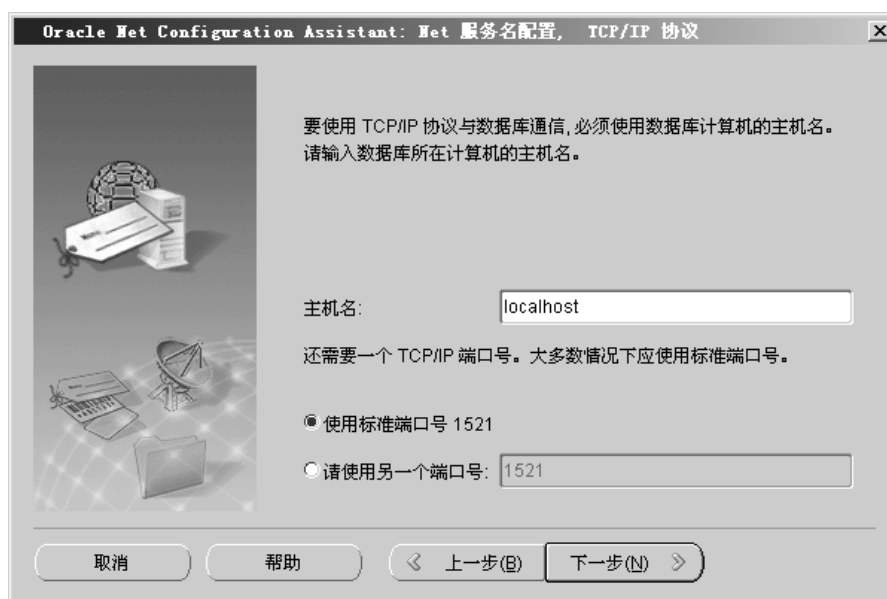 Oracle Net Configuration Assistant: Net 服务名配置, TCP/IP 协议
要使用 TCP/IP 协议与数据库通信, 必须使用数据库计算机的主机名。
请输入数据库所在计算机的主机名。
主机名: localhost
还需要一个 TCP/IP 端口号。大多数情况下应使用标准端口号。
使用标准端口号 1521
请使用另一个端口号: 1521
取消 帮助 上一步(B) 下一步(N)